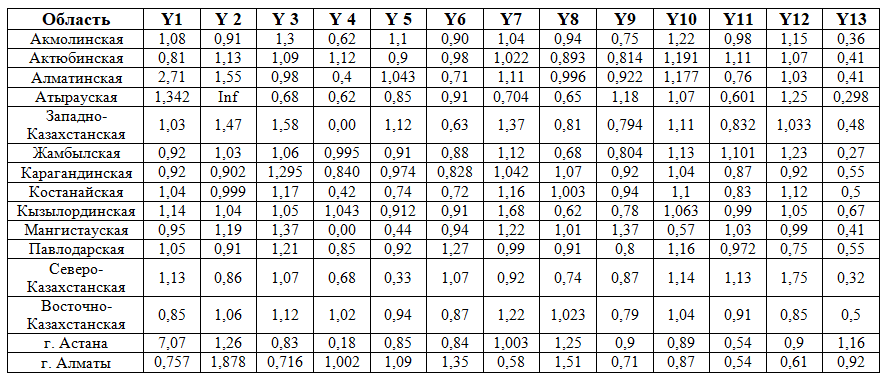 Область Y1 Y 2 Y 3 Y 4 Y 5 Y6 Y7 Y8 Y9 Y10 Y11 Y12 Y13
Акмолинская 1,08 0,91 1,3 0,62 1,1 0,90 1,04 0,94 0,75 1,22 0,98 1,15 0,36
Актюбинская 0,81 1,13 1,09 1,12 0,9 0,98 1,022 0,893 0,814 1,191 1,11 1,07 0,41
Алматинская 2,71 1,55 0,98 0,4 1,043 0,71 1,11 0,996 0,922 1,177 0,76 1,03 0,41
Атырауская 1,342 Inf 0,68 0,62 0,85 0,91 0,704 0,65 1,18 1,07 0,601 1,25 0,298
Западно-
Казахстанская 1,03 1,47 1,58 0,00 1,12 0,63 1,37 0,81 0,794 1,11 0,832 1,033 0,48
Жамбылская 0,92 1,03 1,06 0,995 0,91 0,88 1,12 0,68 0,804 1,13 1,101 1,23 0,27
Карагандинская 0,92 0,902 1,295 0,840 0,974 0,828 1,042 1,07 0,92 1,04 0,87 0,92 0,55
Костанайская 1,04 0,999 1,17 0,42 0,74 0,72 1,16 1,003 0,94 1,1 0,83 1,12 0,5
Кызылординская 1,14 1,04 1,05 1,043 0,912 0,91 1,68 0,62 0,78 1,063 0,99 1,05 0,67
Мангистауская 0,95 1,19 1,37 0,00 0,44 0,94 1,22 1,01 1,37 0,57 1,03 0,99 0,41
Павлодарская 1,05 0,91 1,21 0,85 0,92 1,27 0,99 0,91 0,8 1,16 0,972 0,75 0,55
Северо-
Казахстанская 1,13 0,86 1,07 0,68 0,33 1,07 0,92 0,74 0,87 1,14 1,13 1,75 0,32
Восточно-
Казахстанская 0,85 1,06 1,12 1,02 0,94 0,87 1,22 1,023 0,79 1,04 0,91 0,85 0,5
г. Астана 7,07 1,26 0,83 0,18 0,85 0,84 1,003 1,25 0,9 0,89 0,54 0,9 1,16
г. Алматы 0,757 1,878 0,716 1,002 1,09 1,35 0,58 1,51 0,71 0,87 0,54 0,61 0,92